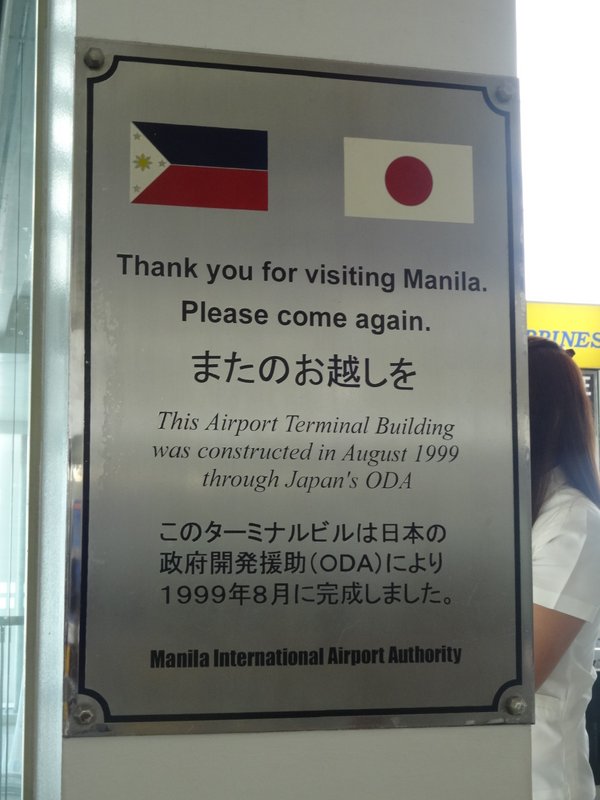 Thank you for visiting Manila.
Please come again.
またのお越しを
This Airport Terminal Building
was constructed in August 1999
through Japan's ODA
このターミナルビルは日本の
政府開発援助(ODA)により
1999年8月に完成しました。
Manila International Airport Authority
PPINES